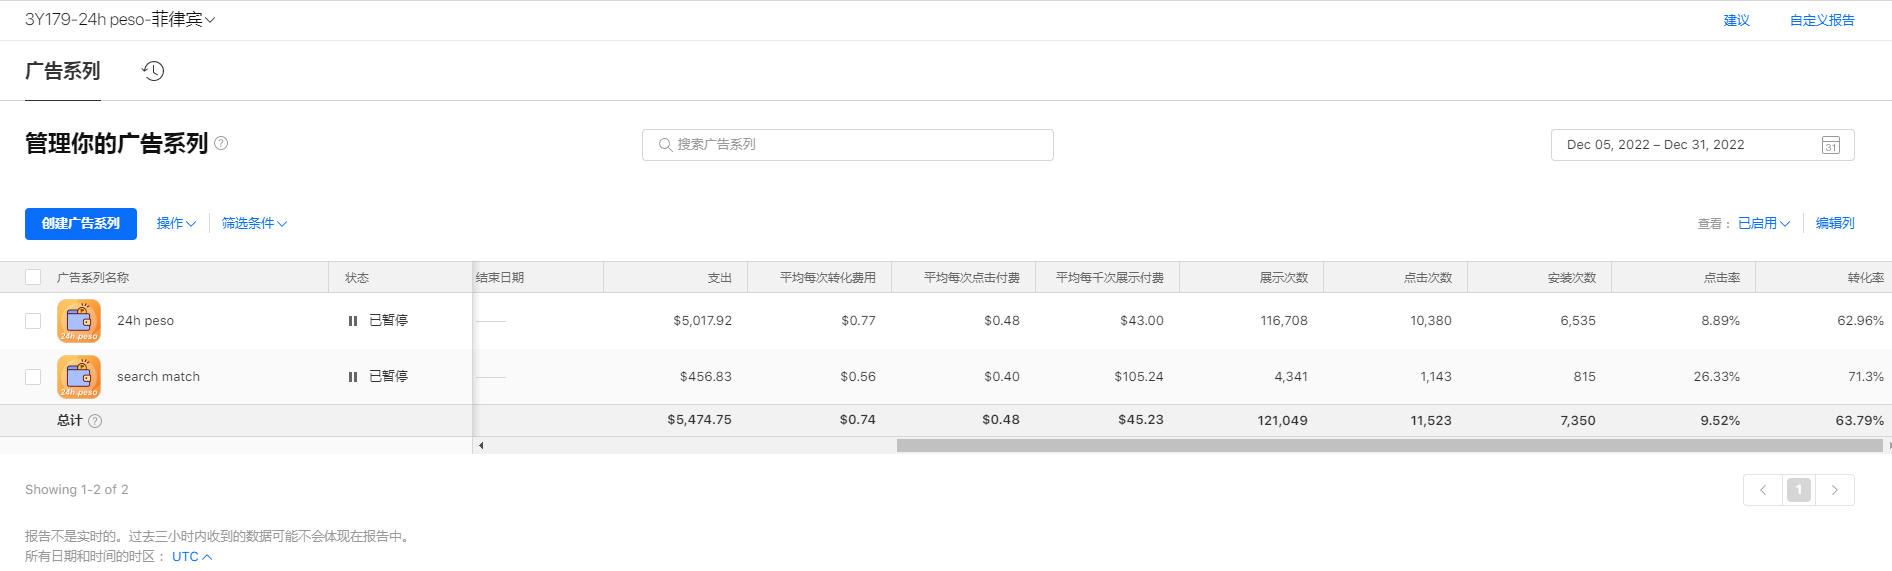 3Y179-24h peso-菲律宾
建议 自定义报告
广告系列
管理你的广告系列 ?
搜索广告系列
Dec 05, 2022 – Dec 31, 2022
31
创建广告系列 操作 筛选条件
查看： 已启用 编辑列
广告系列名称 状态 结束日期 支出 平均每次转化费用 平均每次点击付费 平均每千次展示付费 展示次数 点击次数 安装次数 点击率 转化率
24h peso
24h peso 已暂停 —— $5,017.92 $0.77 $0.48 $43.00 116,708 10,380 6,535 8.89% 62.96%
24h peso
search match 已暂停 —— $456.83 $0.56 $0.40 $105.24 4,341 1,143 815 26.33% 71.3%
总计 ? $5,474.75 $0.74 $0.48 $45.23 121,049 11,523 7,350 9.52% 63.79%
Showing 1-2 of 2
1
报告不是实时的。过去三小时内收到的数据可能不会体现在报告中。
所有日期和时间的时区： UTC